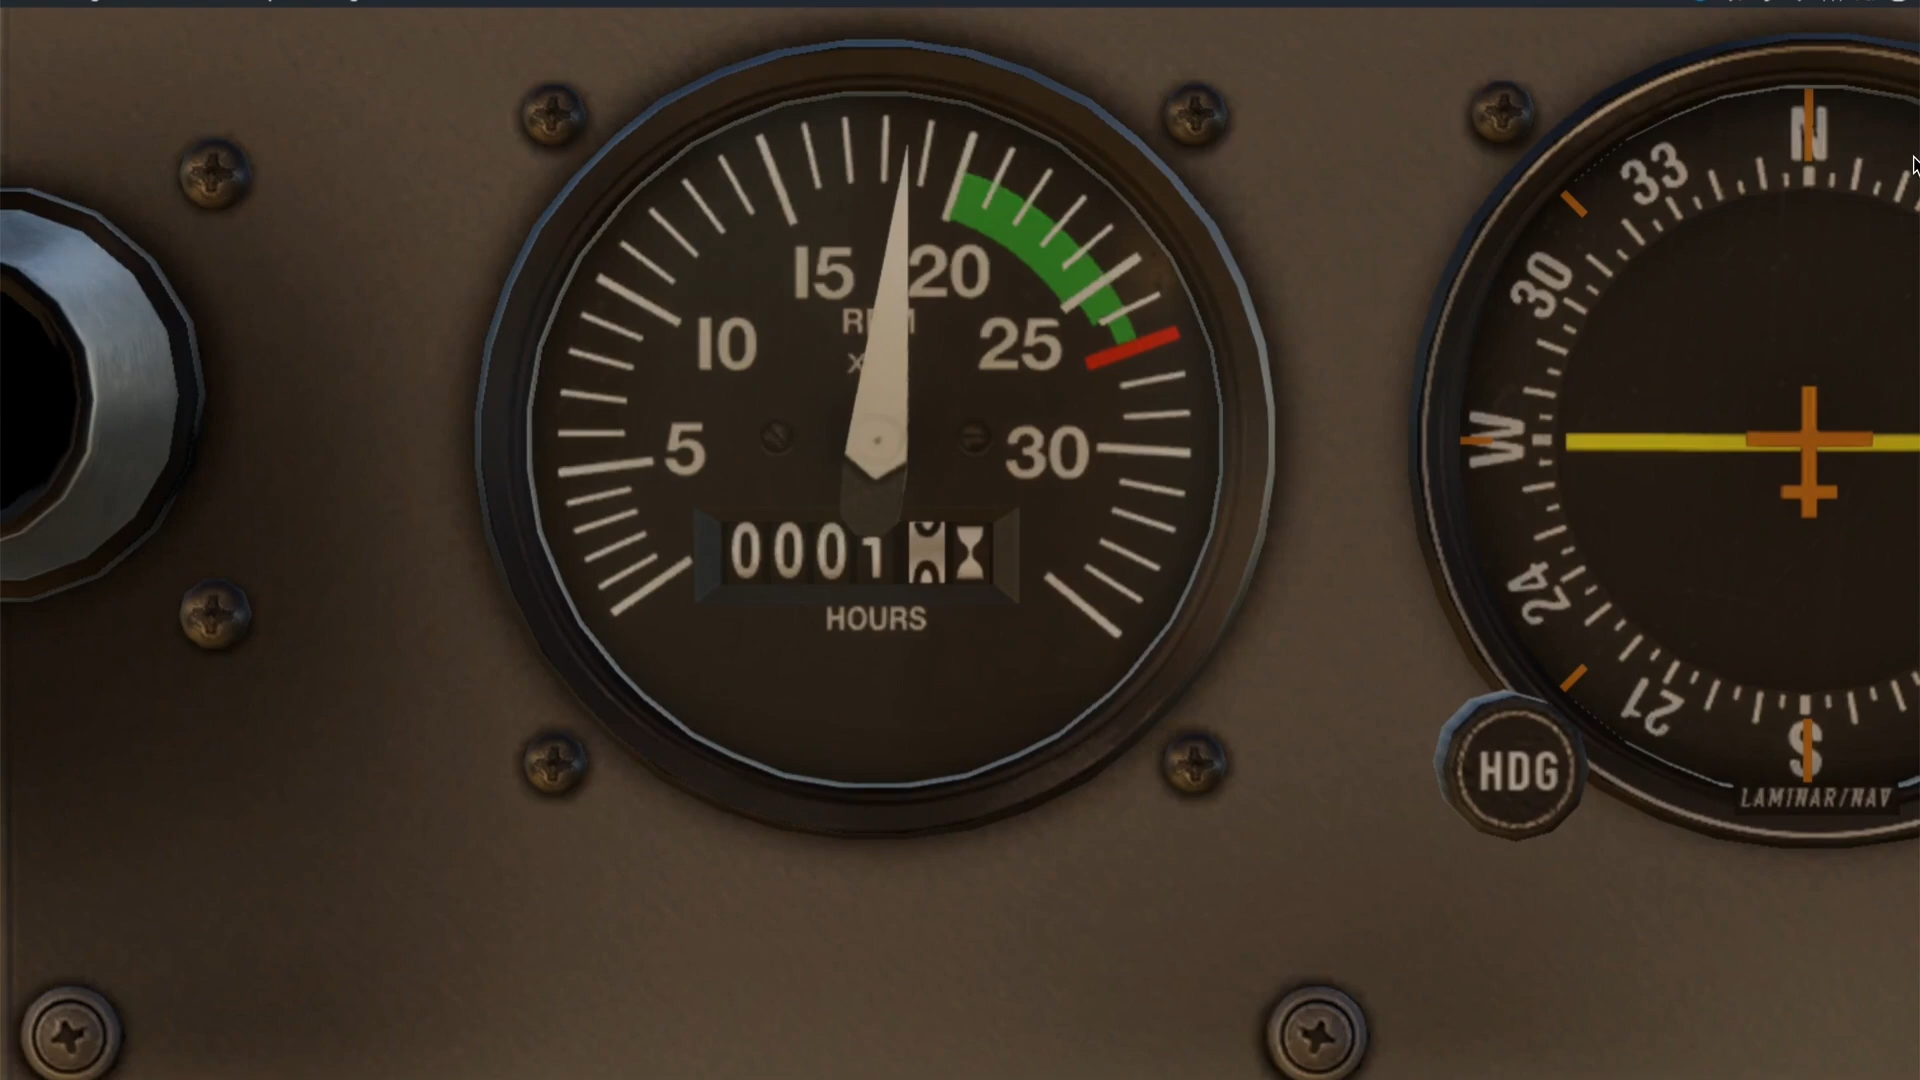 15 20
R M
10 25
X
5 30
0001
HOURS
N
33
30
W
24
21
S
HDG
LAMINAR/NAV